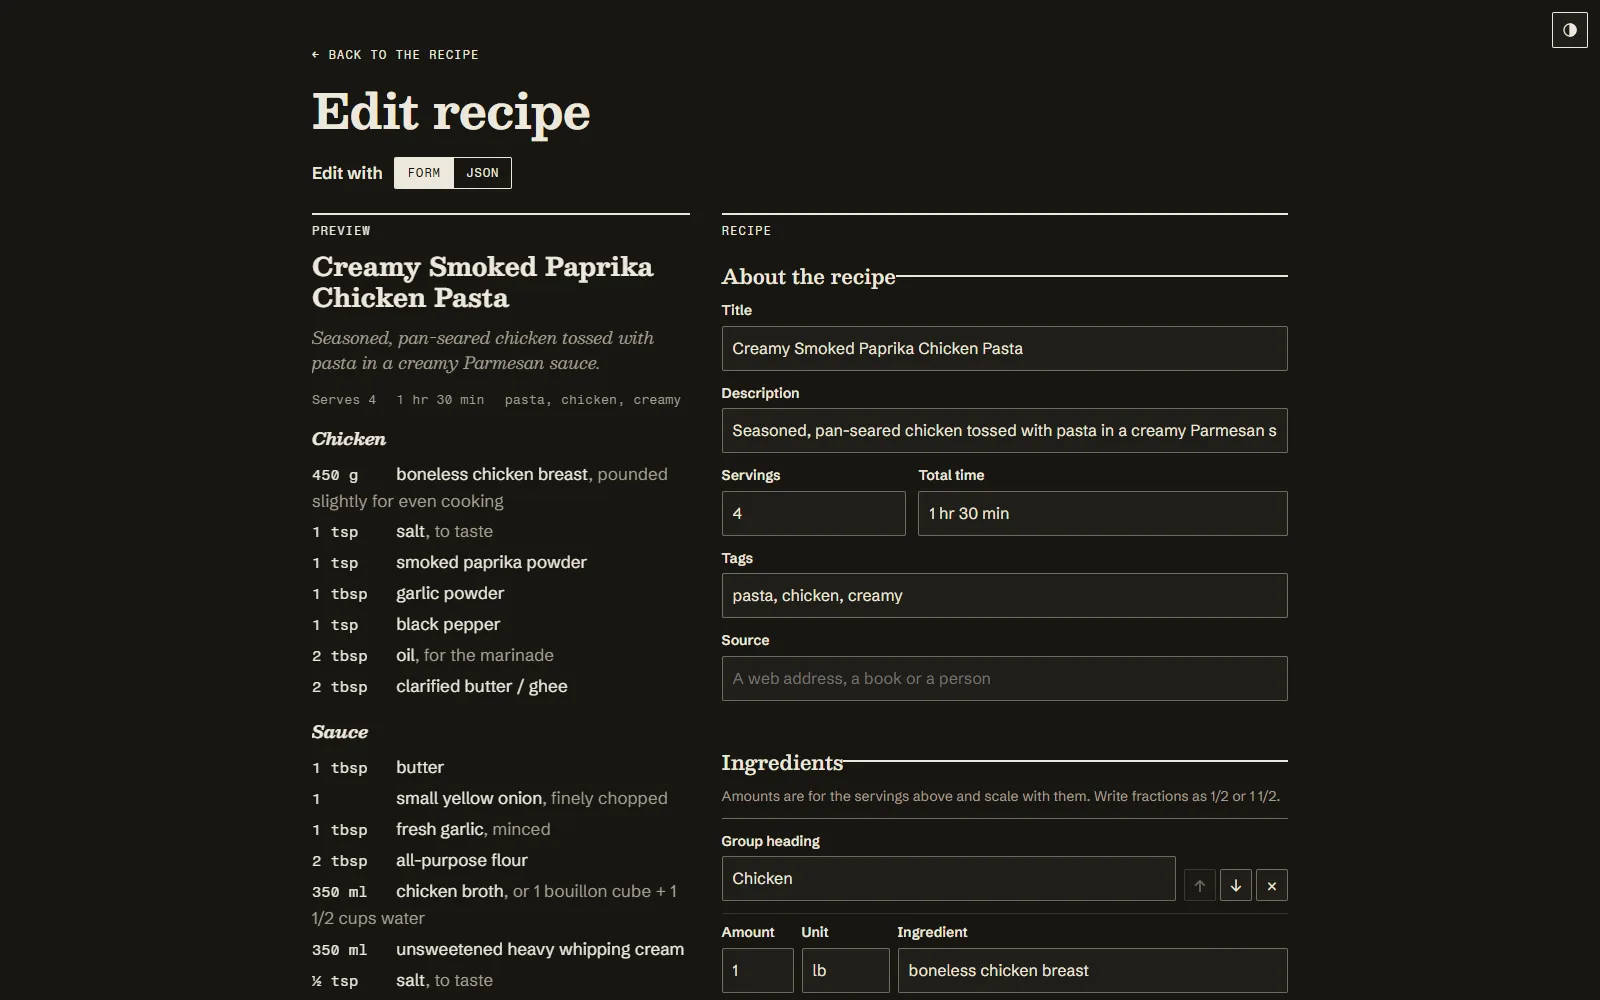 ← BACK TO THE RECIPE
Edit recipe
Edit with FORM JSON
PREVIEW
Creamy Smoked Paprika
Chicken Pasta
Seasoned, pan-seared chicken tossed with
pasta in a creamy Parmesan sauce.
Serves 4 1 hr 30 min pasta, chicken, creamy
Chicken
450 g boneless chicken breast, pounded
slightly for even cooking
1 tsp salt, to taste
1 tsp smoked paprika powder
1 tbsp garlic powder
1 tsp black pepper
2 tbsp oil, for the marinade
2 tbsp clarified butter / ghee
Sauce
1 tbsp butter
1 small yellow onion, finely chopped
1 tbsp fresh garlic, minced
2 tbsp all-purpose flour
350 ml chicken broth, or 1 bouillon cube + 1
1/2 cups water
350 ml unsweetened heavy whipping cream
½ tsp salt, to taste
RECIPE
About the recipe
Title
Creamy Smoked Paprika Chicken Pasta
Description
Seasoned, pan-seared chicken tossed with pasta in a creamy Parmesan s
Servings Total time
4 1 hr 30 min
Tags
pasta, chicken, creamy
Source
A web address, a book or a person
Ingredients
Amounts are for the servings above and scale with them. Write fractions as 1/2 or 1 1/2.
Group heading
Chicken ↑ ↓ ×
Amount Unit Ingredient
1 lb boneless chicken breast